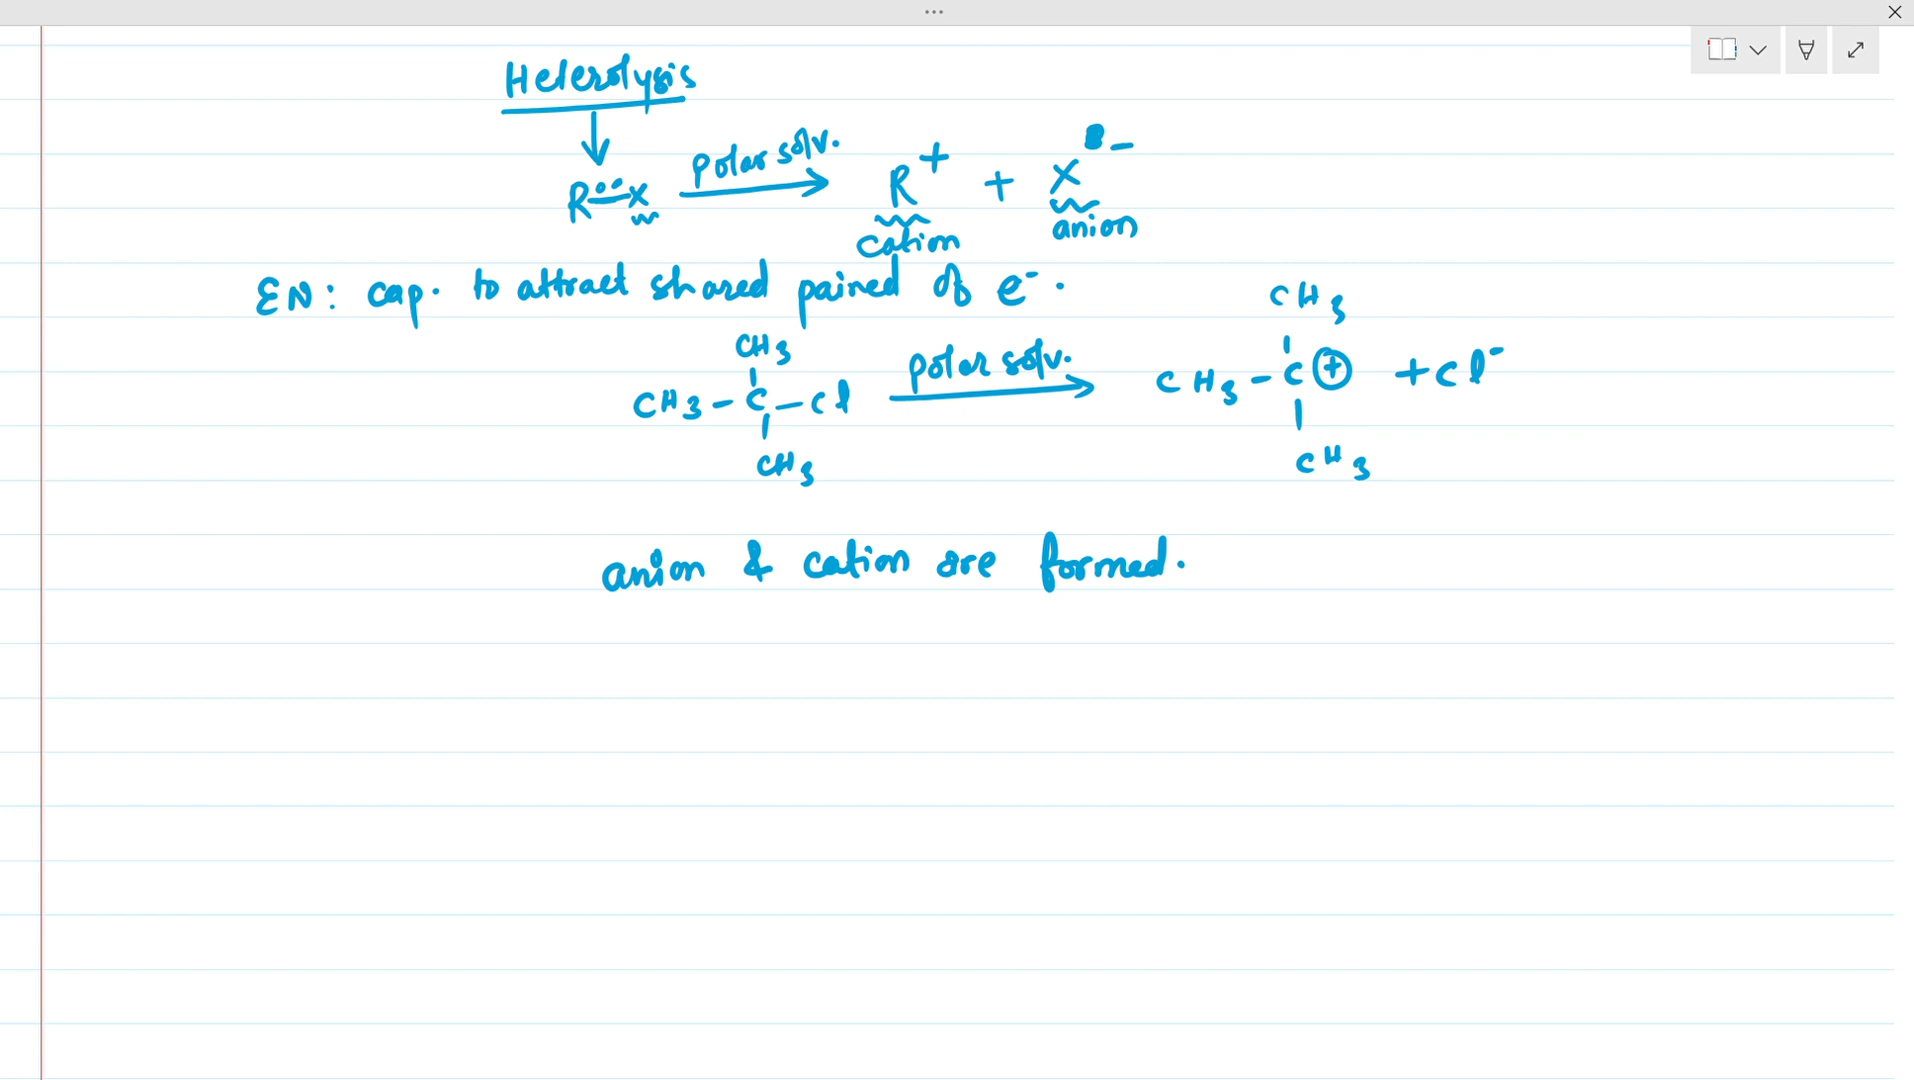 Heterolysis
R–X polar solv. R⁺ + X⁻
cation anion
EN: cap. to attract shared paired of e⁻.
CH₃ CH₃
CH₃–C–Cl polar solv. CH₃–C⊕ + Cl⁻
CH₃ CH₃
anion & cation are formed.